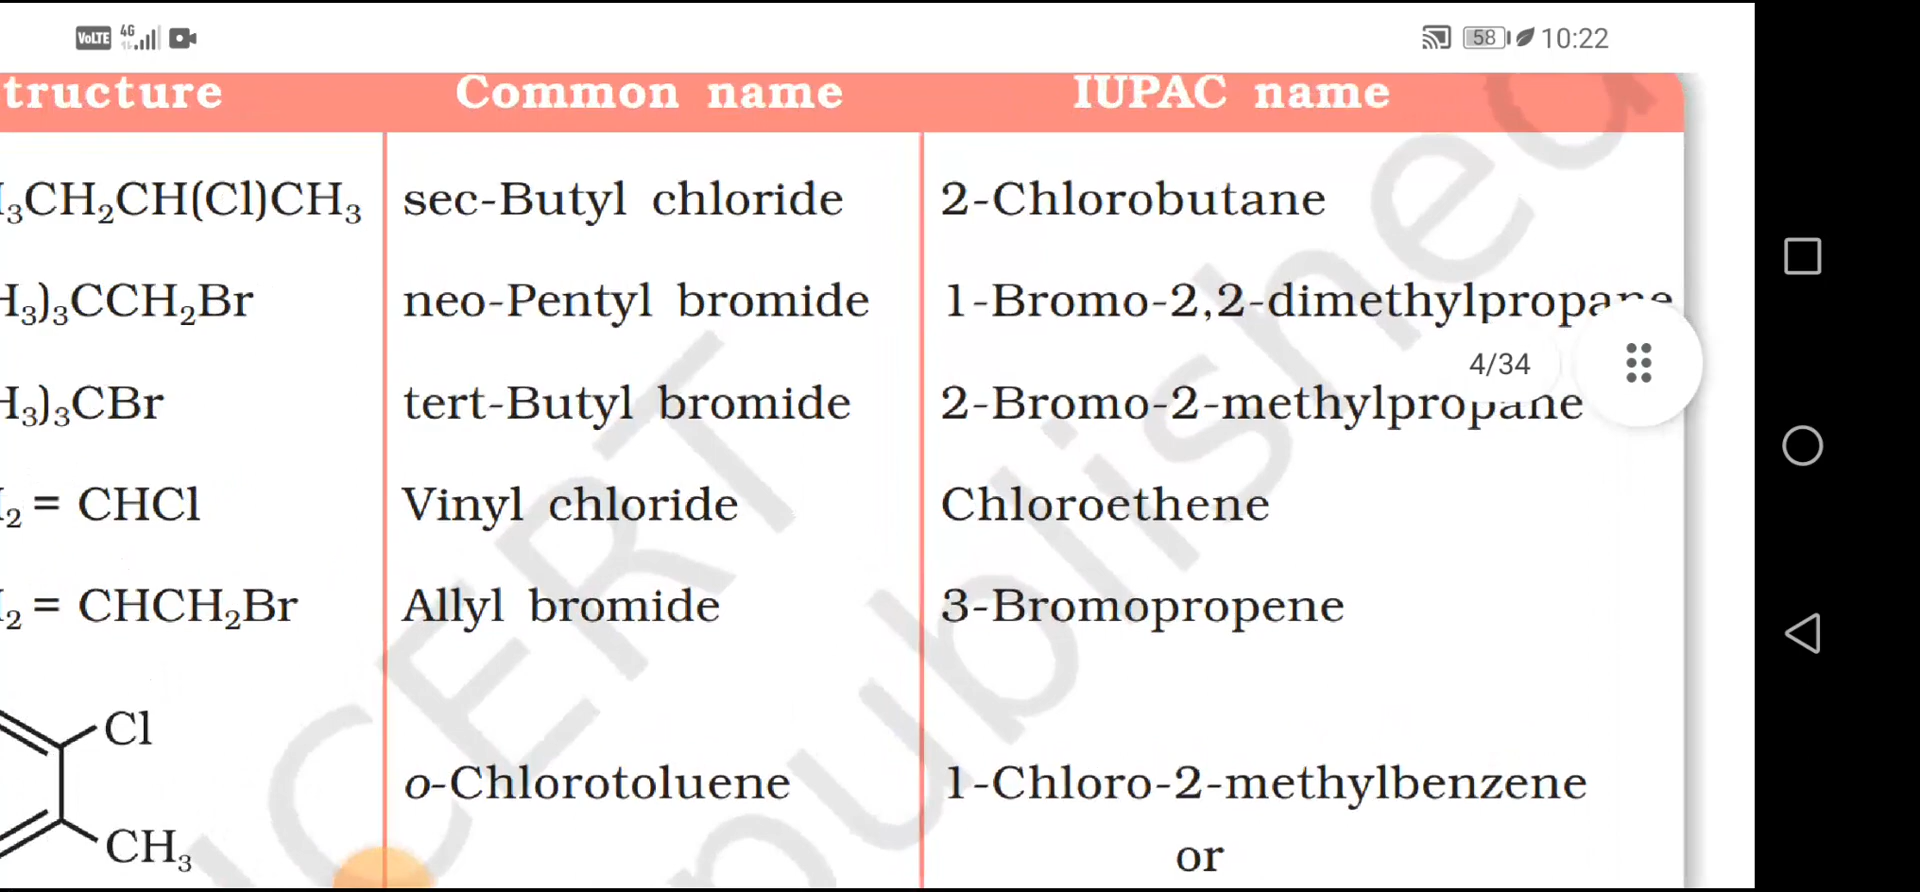 VoLTE 4G 58 10:22
tructure Common name IUPAC name
₃CH₂CH(Cl)CH₃ sec-Butyl chloride 2-Chlorobutane
H₃)₃CCH₂Br neo-Pentyl bromide 1-Bromo-2,2-dimethylpropane
4/34
H₃)₃CBr tert-Butyl bromide 2-Bromo-2-methylpropane
₂ = CHCl Vinyl chloride Chloroethene
₂ = CHCH₂Br Allyl bromide 3-Bromopropene
Cl
o-Chlorotoluene 1-Chloro-2-methylbenzene
CH₃
or
CERT
published